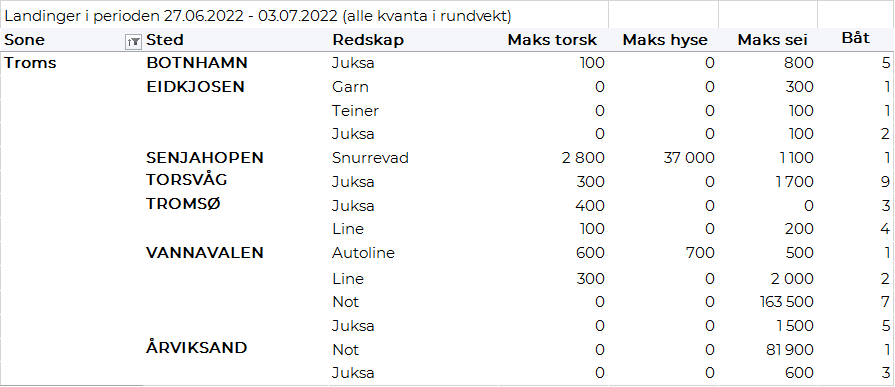 Landinger i perioden 27.06.2022 - 03.07.2022 (alle kvanta i rundvekt)
Sone Sted Redskap Maks torsk Maks hyse Maks sei Båt
Troms BOTNHAMN Juksa 100 0 800 5
EIDKJOSEN Garn 0 0 300 1
Teiner 0 0 100 1
Juksa 0 0 100 2
SENJAHOPEN Snurrevad 2 800 37 000 1 100 1
TORSVÅG Juksa 300 0 1 700 9
TROMSØ Juksa 400 0 0 3
Line 100 0 200 4
VANNAVALEN Autoline 600 700 500 1
Line 300 0 2 000 2
Not 0 0 163 500 7
Juksa 0 0 1 500 5
ÅRVIKSAND Not 0 0 81 900 1
Juksa 0 0 600 3